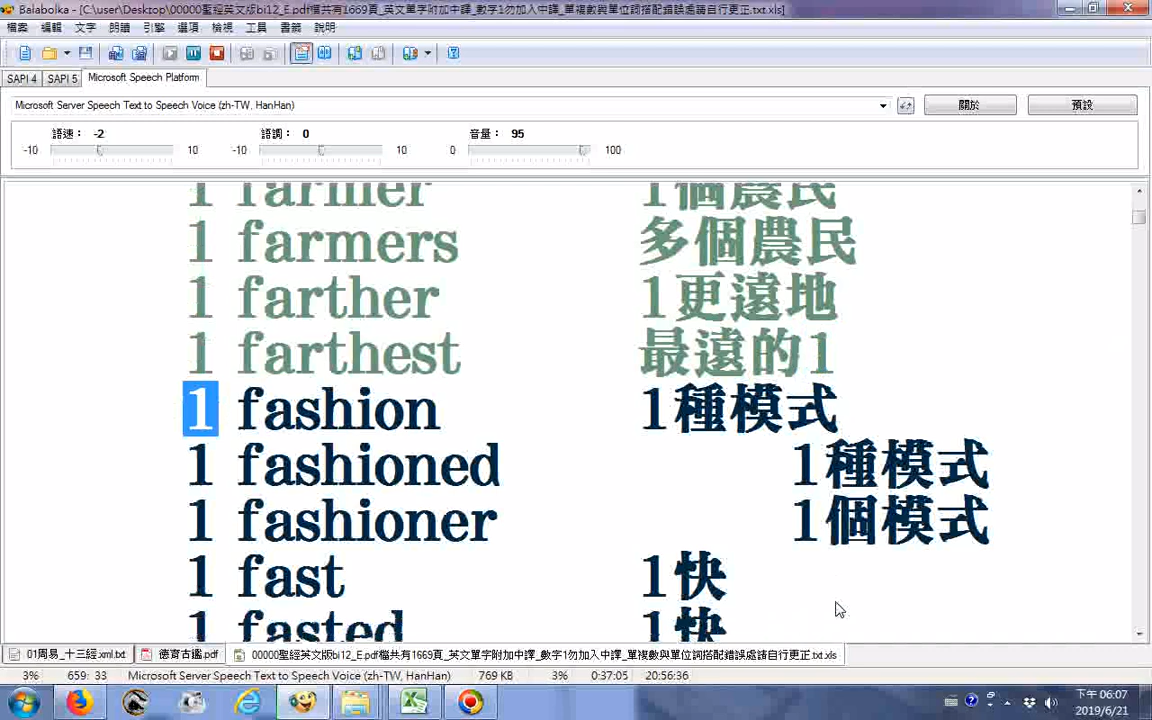 Balabolka - [C:\user\Desktop\00000聖經英文版bi12_E.pdf檔共有1669頁_英文單字附加中譯_數字1勿加入中譯_單複數與單位詞搭配錯誤處請自行更正.txt.xls]
檔案 編輯 文字 朗讀 引擎 選項 檢視 工具 書籤 說明
SAPI 4 SAPI 5 Microsoft Speech Platform
Microsoft Server Speech Text to Speech Voice (zh-TW, HanHan) 關於 預設
語速： -2 語調： 0 音量： 95
-10 10 -10 10 0 100
1 farmer 1個農民
1 farmers 多個農民
1 farther 1更遠地
1 farthest 最遠的1
1 fashion 1種模式
1 fashioned 1種模式
1 fashioner 1個模式
1 fast 1快
1 fasted 1快
01周易_十三經.xml.txt 德育古鑑.pdf 00000聖經英文版bi12_E.pdf檔共有1669頁_英文單字附加中譯_數字1勿加入中譯_單複數與單位詞搭配錯誤處請自行更正.txt.xls
3% 659: 33 Microsoft Server Speech Text to Speech Voice (zh-TW, HanHan) 769 KB 3% 0:37:05 20:56:36
下午 06:07
2019/6/21